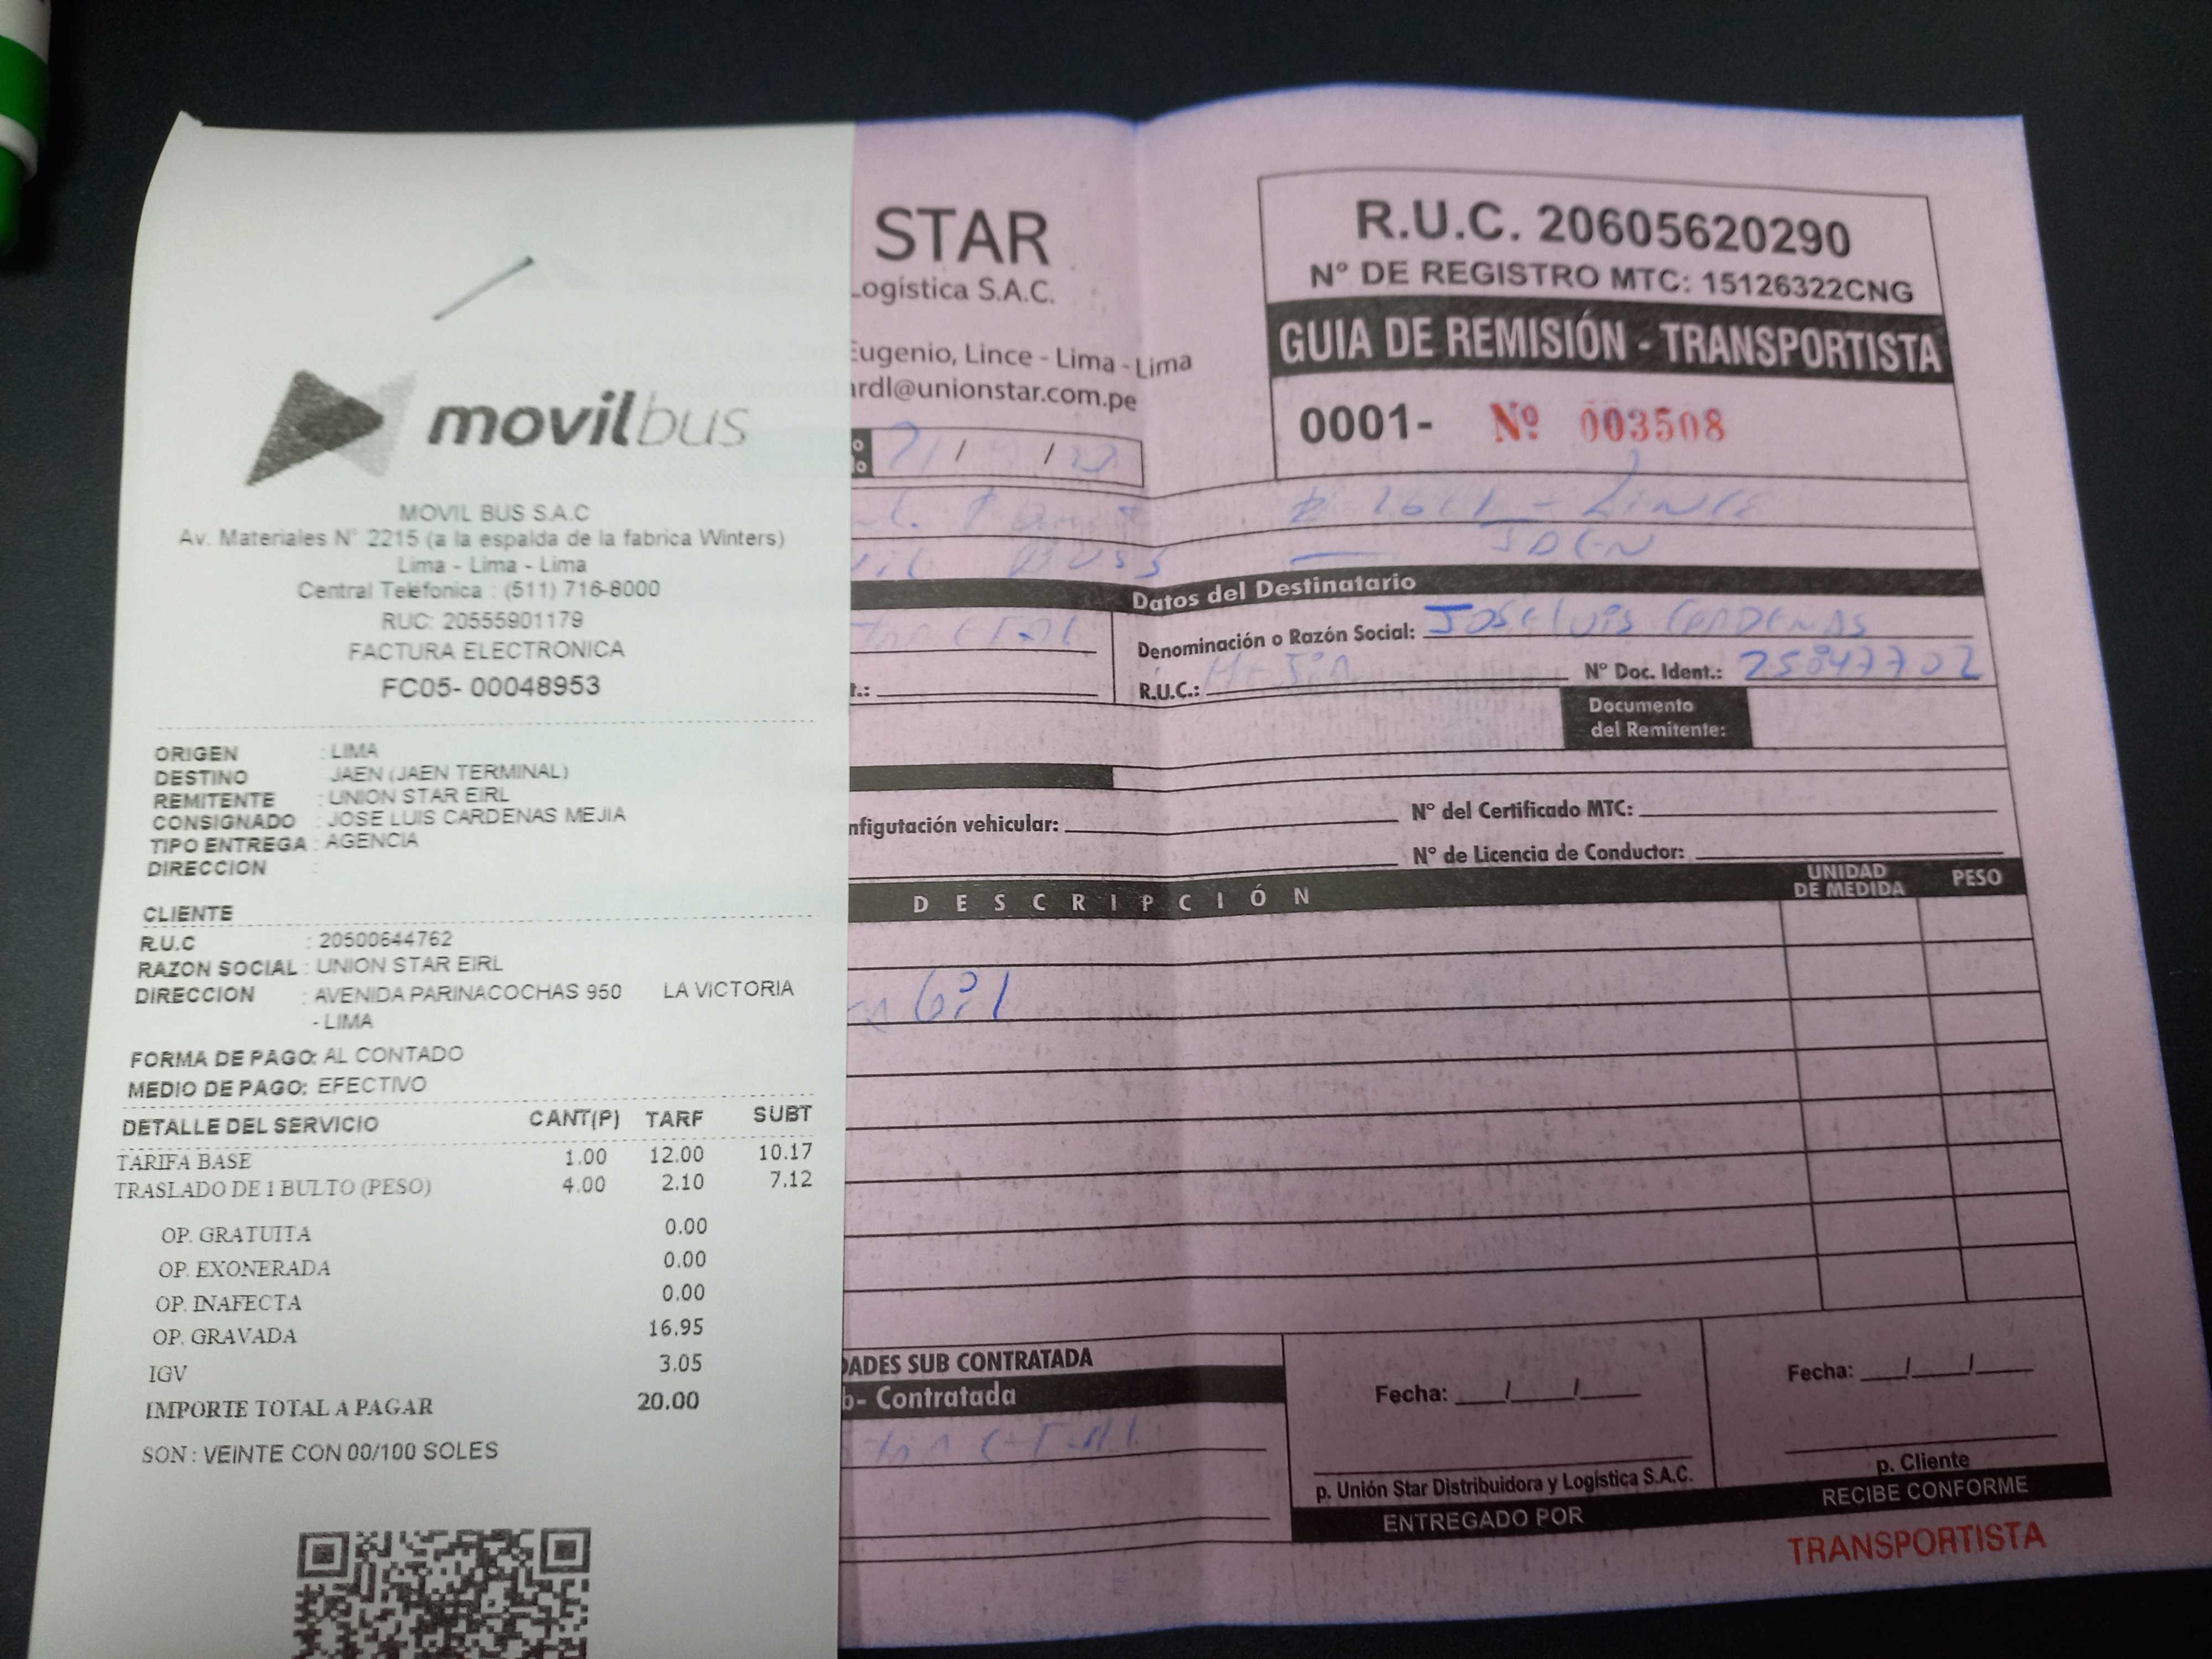 movilbus
MOVIL BUS S.A.C
Av. Materiales N° 2215 (a la espalda de la fabrica Winters)
Lima - Lima - Lima
Central Telefonica : (511) 716-8000
RUC: 20555901179
FACTURA ELECTRONICA
FC05- 00048953
ORIGEN : LIMA
DESTINO JAEN (JAEN TERMINAL)
REMITENTE : UNION STAR EIRL
CONSIGNADO : JOSE LUIS CARDENAS MEJIA
TIPO ENTREGA : AGENCIA
DIRECCION :
CLIENTE
R.U.C : 20500644762
RAZON SOCIAL : UNION STAR EIRL
DIRECCION : AVENIDA PARINACOCHAS 950 LA VICTORIA
- LIMA
FORMA DE PAGO: AL CONTADO
MEDIO DE PAGO: EFECTIVO
DETALLE DEL SERVICIO CANT(P) TARF SUBT
TARIFA BASE 1.00 12.00 10.17
TRASLADO DE 1 BULTO (PESO) 4.00 2.10 7.12
OP. GRATUITA 0.00
OP. EXONERADA 0.00
OP. INAFECTA 0.00
OP. GRAVADA 16.95
IGV 3.05
IMPORTE TOTAL A PAGAR 20.00
SON : VEINTE CON 00/100 SOLES
STAR
Logística S.A.C.
Eugenio, Lince - Lima - Lima
ardl@unionstar.com.pe
R.U.C. 20605620290
N° DE REGISTRO MTC: 15126322CNG
GUIA DE REMISIÓN - TRANSPORTISTA
0001- Nº 003508
LINCE
BUSS
Datos del Destinatario
Denominación o Razón Social: JOSE LUIS CARDENAS
R.U.C.: MEJIA N° Doc. Ident.: 25847702
Documento
del Remitente:
nfigutación vehicular: N° del Certificado MTC:
N° de Licencia de Conductor:
DESCRIPCIÓN UNIDAD DE MEDIDA PESO
DADES SUB CONTRATADA
b- Contratada
Fecha: / /
p. Unión Star Distribuidora y Logística S.A.C.
ENTREGADO POR
Fecha: / /
p. Cliente
RECIBE CONFORME
TRANSPORTISTA